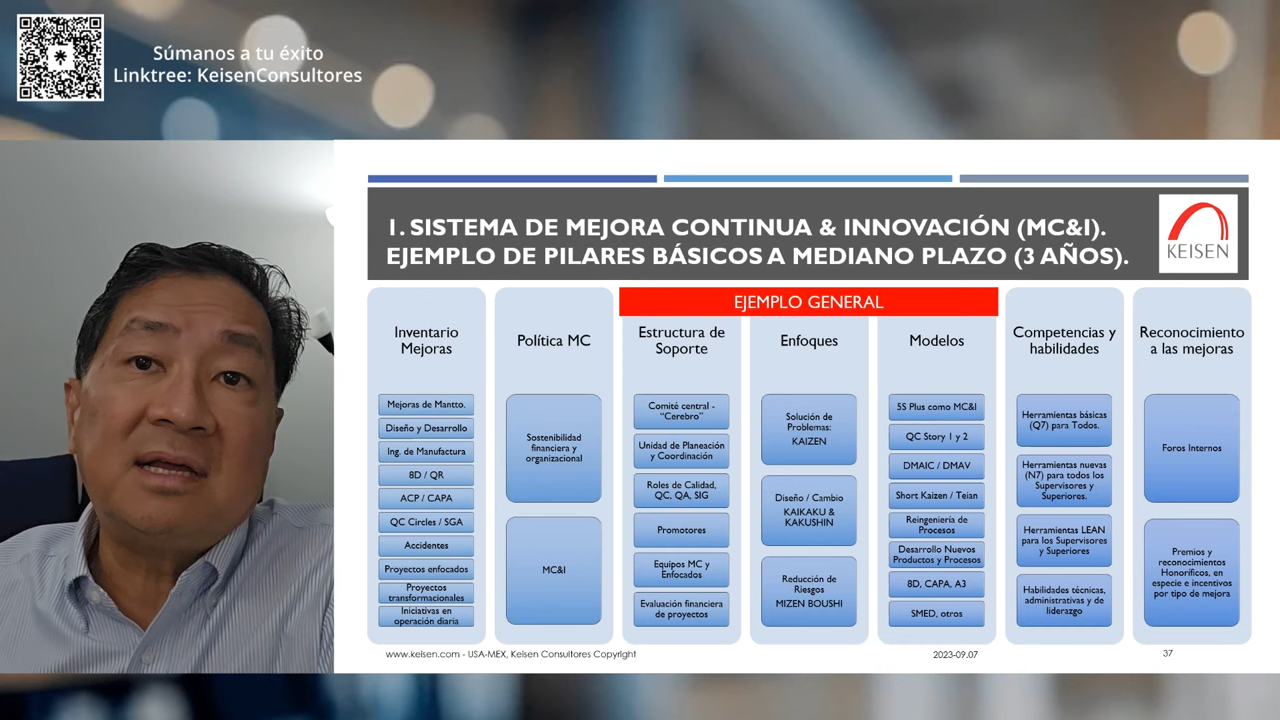 Súmanos a tu éxito
Linktree: KeisenConsultores
1. SISTEMA DE MEJORA CONTINUA & INNOVACIÓN (MC&I).
EJEMPLO DE PILARES BÁSICOS A MEDIANO PLAZO (3 AÑOS).
KEISEN
EJEMPLO GENERAL
Inventario
Mejoras
Mejoras de Mantto.
Diseño y Desarrollo
Ing. de Manufactura
8D / QR
ACP / CAPA
QC Circles / SGA
Accidentes
Proyectos enfocados
Proyectos
transformacionales
Iniciativas en
operación diaria
Política MC
Sostenibilidad
financiera y
organizacional
MC&I
Estructura de
Soporte
Comité central -
“Cerebro”
Unidad de Planeación
y Coordinación
Roles de Calidad,
QC, QA, SIG
Promotores
Equipos MC y
Enfocados
Evaluación financiera
de proyectos
Enfoques
Solución de
Problemas:
KAIZEN
Diseño / Cambio
KAIKAKU &
KAKUSHIN
Reducción de
Riesgos
MIZEN BOUSHI
Modelos
5S Plus como MC&I
QC Story 1 y 2
DMAIC / DMAV
Short Kaizen / Teian
Reingeniería de
Procesos
Desarrollo Nuevos
Productos y Procesos
8D, CAPA, A3
SMED, otros
Competencias y
habilidades
Herramientas básicas
(Q7) para Todos.
Herramientas nuevas
(N7) para todos los
Supervisores y
Superiores.
Herramientas LEAN
para los Supervisores
y Superiores
Habilidades técnicas,
administrativas y de
liderazgo
Reconocimiento
a las mejoras
Foros Internos
Premios y
reconocimientos
Honoríficos, en
especie e incentivos
por tipo de mejora
www.keisen.com - USA-MEX, Keisen Consultores Copyright
2023-09.07
37